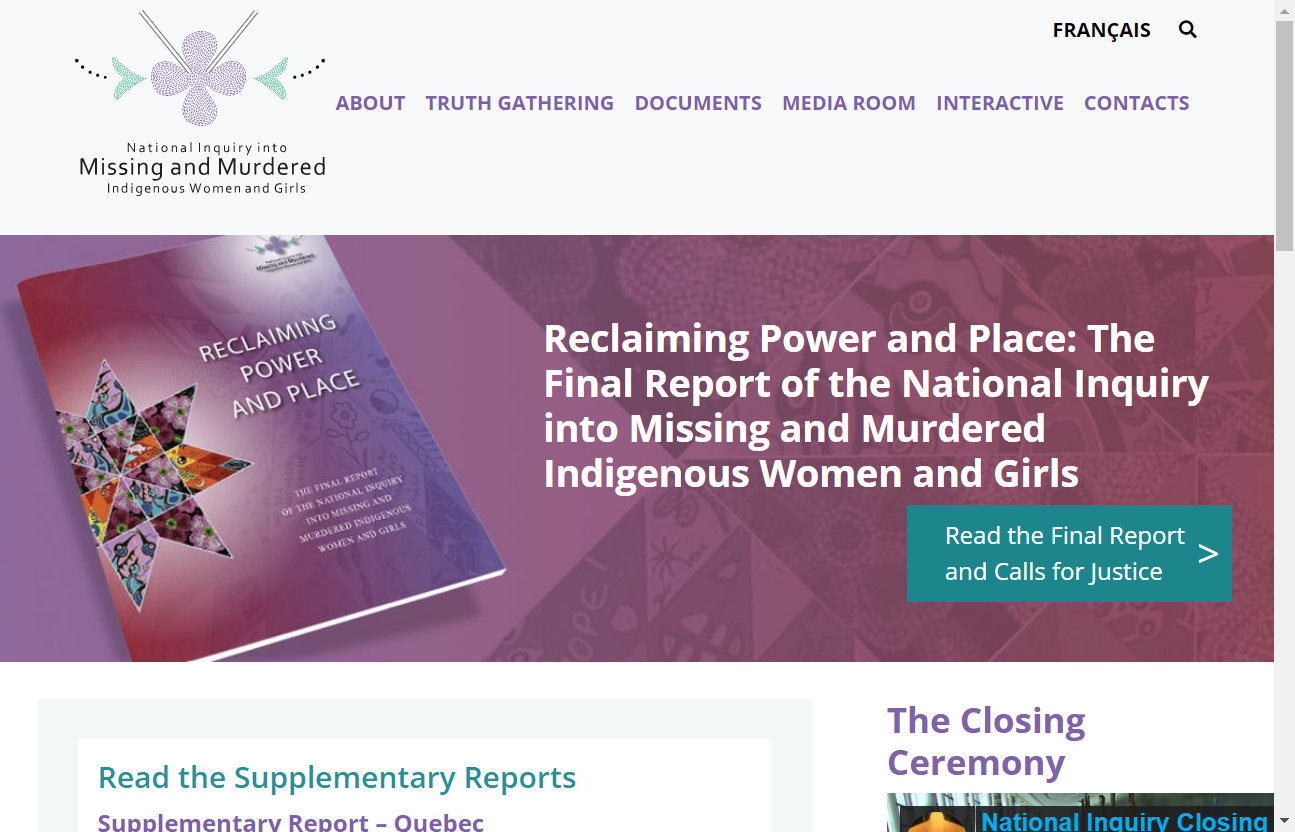 FRANÇAIS
ABOUT TRUTH GATHERING DOCUMENTS MEDIA ROOM INTERACTIVE CONTACTS
National Inquiry into
Missing and Murdered
Indigenous Women and Girls
Missing and Murdered
RECLAIMING
POWER
AND PLACE
THE FINAL REPORT
OF THE NATIONAL INQUIRY
INTO MISSING AND
MURDERED INDIGENOUS
WOMEN AND GIRLS
Reclaiming Power and Place: The
Final Report of the National Inquiry
into Missing and Murdered
Indigenous Women and Girls
HOPE
Read the Final Report
and Calls for Justice >
Read the Supplementary Reports
Supplementary Report – Quebec
The Closing
Ceremony
National Inquiry Closing